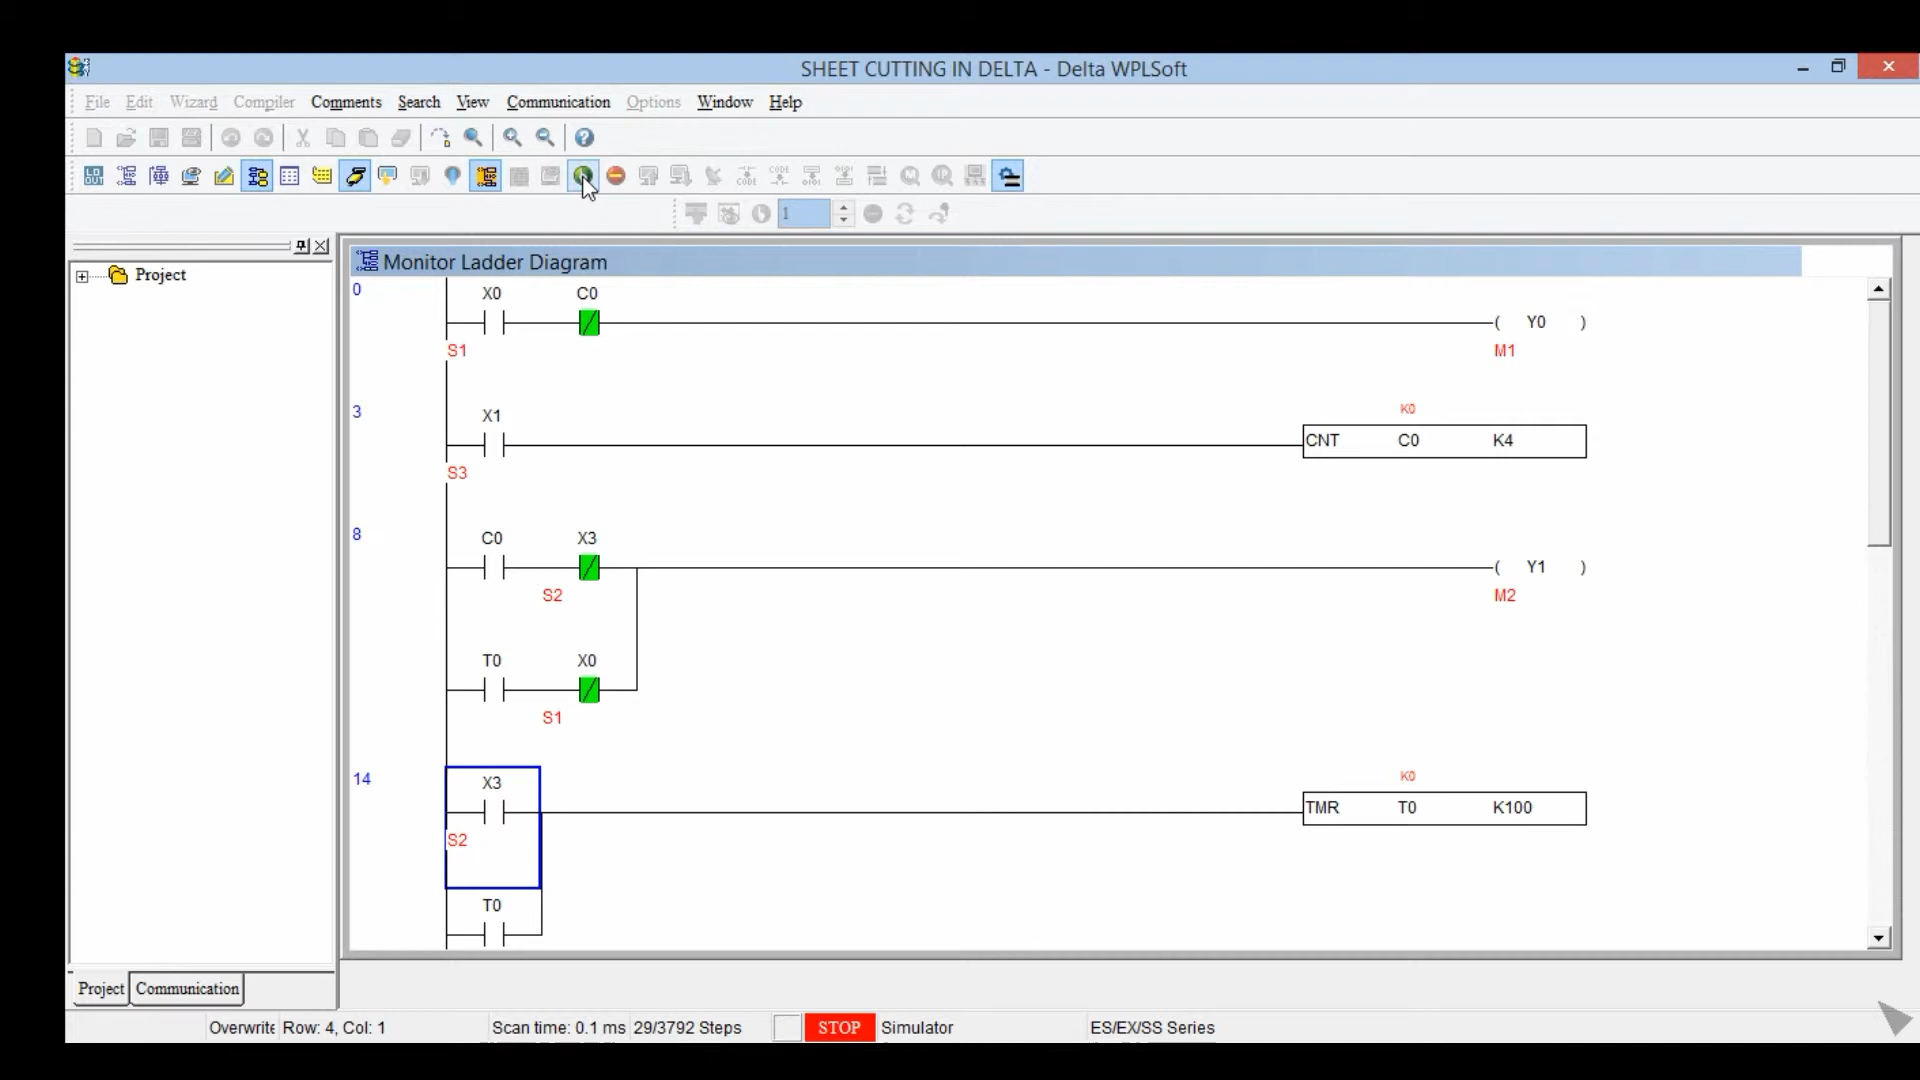 SHEET CUTTING IN DELTA - Delta WPLSoft
File Edit Wizard Compiler Comments Search View Communication Options Window Help
1
Project
Monitor Ladder Diagram
0
X0 C0
( Y0 )
S1
M1
3
X1
K0
CNT C0 K4
S3
8
C0 X3
( Y1 )
S2
M2
T0 X0
S1
14
X3
K0
TMR T0 K100
S2
T0
Project Communication
Overwrite Row: 4, Col: 1 Scan time: 0.1 ms 29/3792 Steps STOP Simulator ES/EX/SS Series